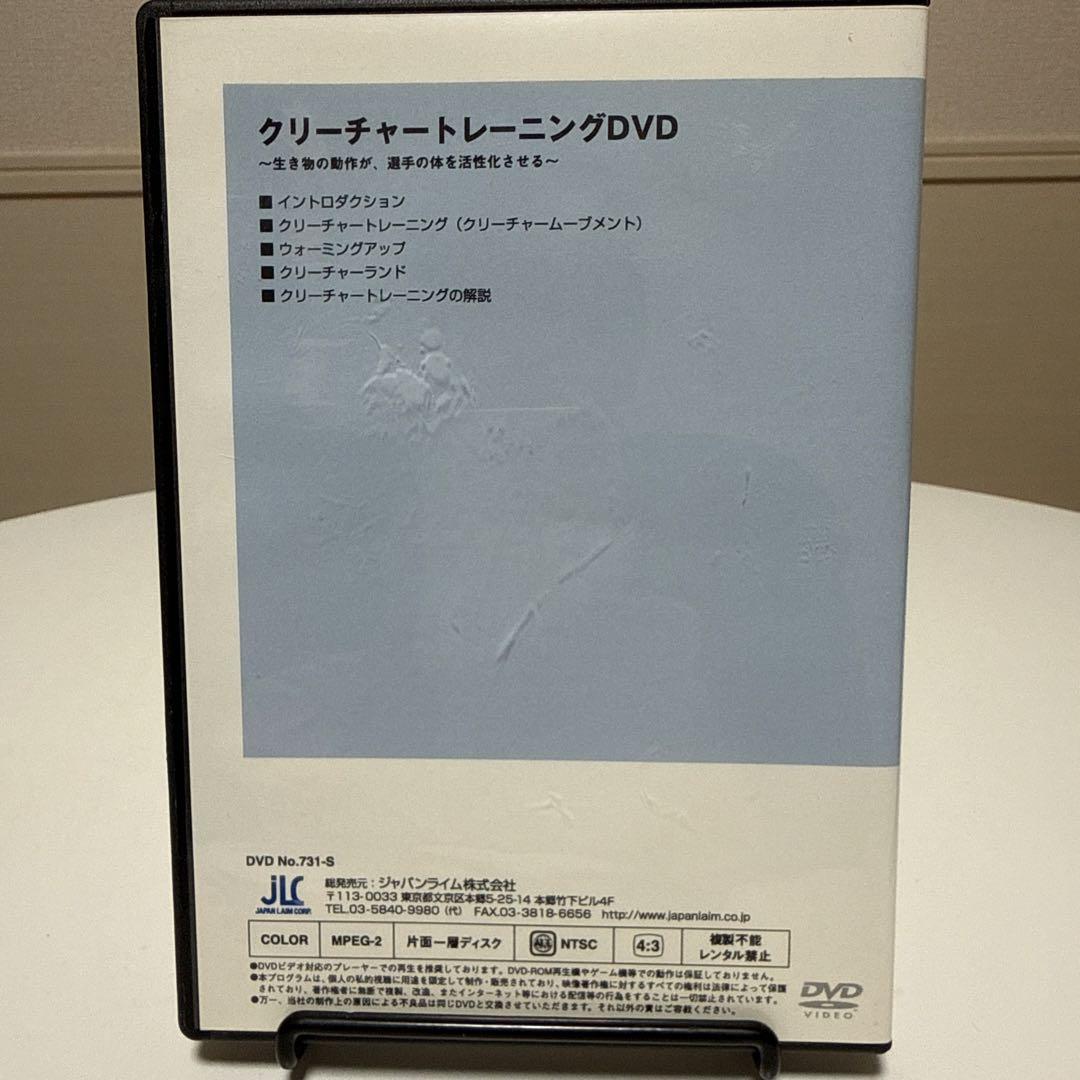 クリーチャートレーニングDVD
〜生き物の動作が、選手の体を活性化させる〜
■ イントロダクション
■ クリーチャートレーニング（クリーチャームーブメント）
■ ウォーミングアップ
■ クリーチャーランド
■ クリーチャートレーニングの解説
DVD No.731-S
JLC
JAPAN LAIM CORP.
総発売元：ジャパンライム株式会社
〒113-0033 東京都文京区本郷5-25-14 本郷竹下ビル4F
TEL.03-5840-9980（代） FAX.03-3818-6656 http://www.japanlaim.co.jp
COLOR MPEG-2 片面一層ディスク ALL NTSC 4:3 複製不能 レンタル禁止
●DVDビデオ対応のプレーヤーでの再生を推奨しております。DVD-ROM再生機やゲーム機等での動作は保証しておりません。
●本プログラムは、個人の私的視聴に用途を限定して制作・販売されており、映像著作権に対するすべての権利は法律によって保護
されており、著作権者に無断で複製、改造、またインターネット等における配信等の行為をすることは一切禁止されています。
●万一、当社の制作上の原因による不良品は同じDVDと交換させていただきます。それ以外の責はご容赦ください。
DVD
VIDEO